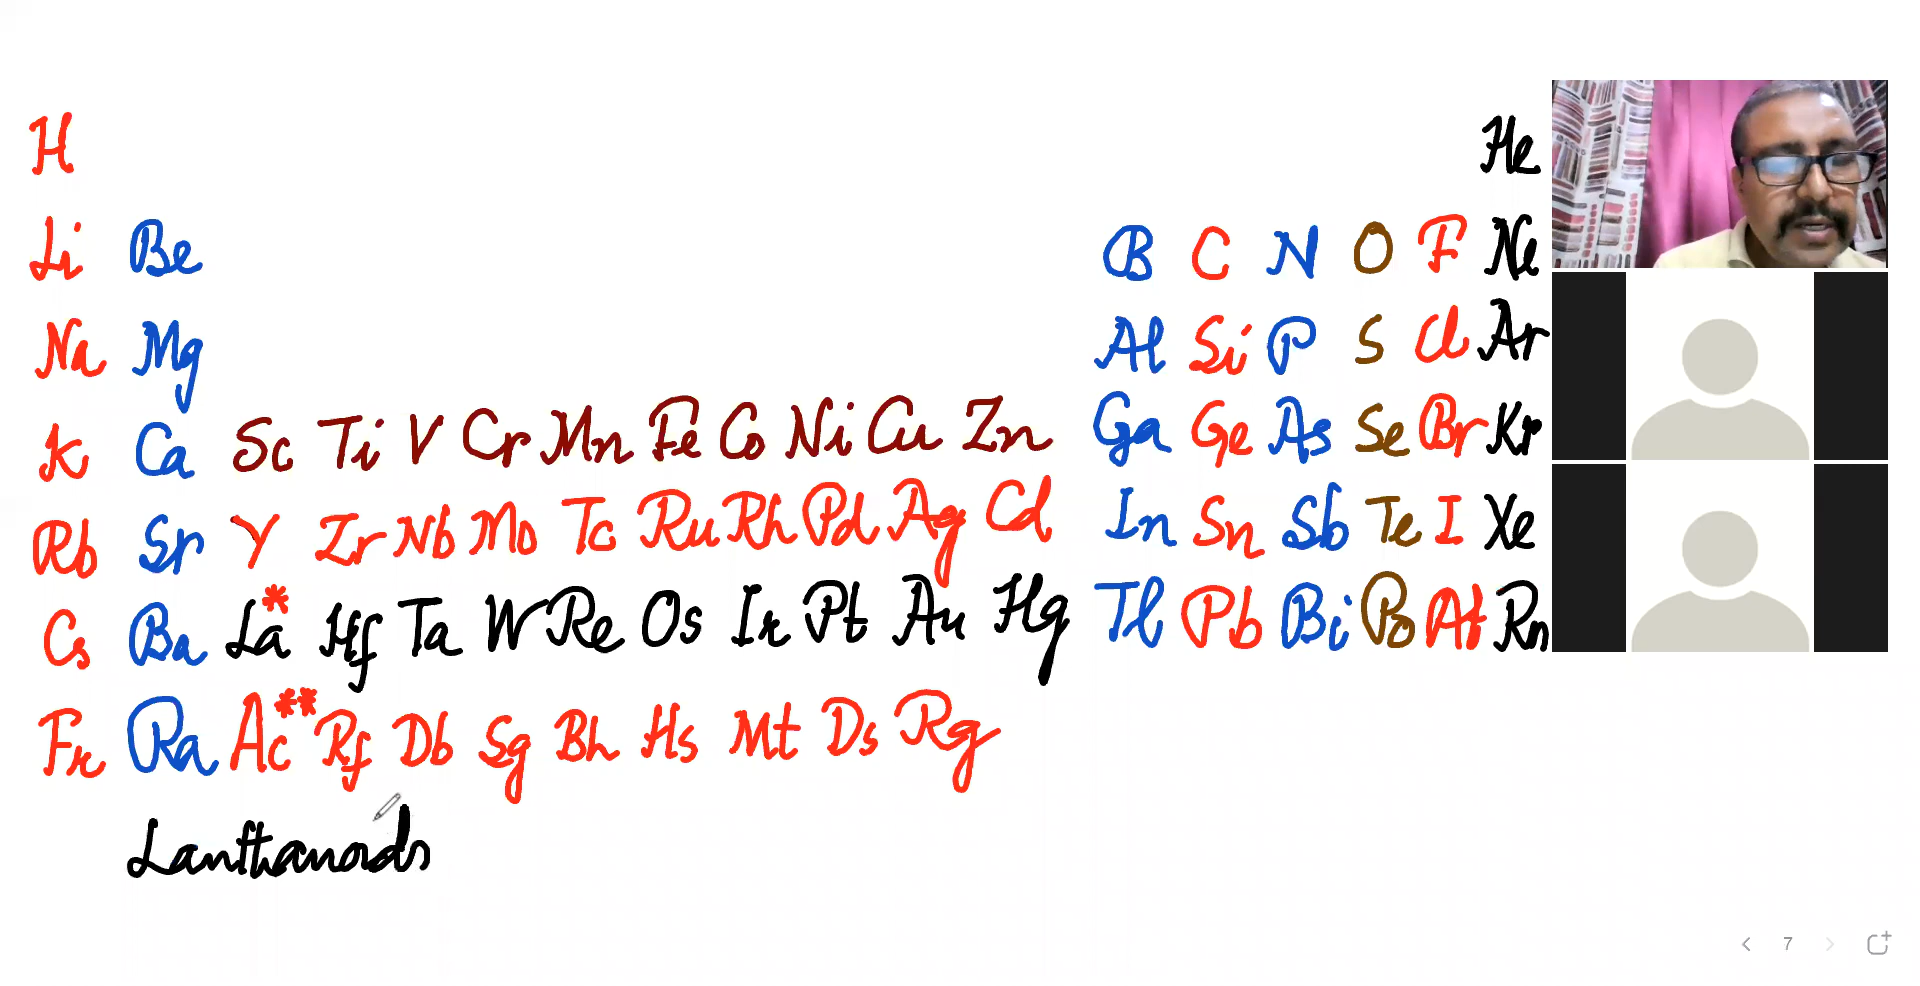 H He
Li Be B C N O F Ne
Na Mg Al Si P S Cl Ar
K Ca Sc Ti V Cr Mn Fe Co Ni Cu Zn Ga Ge As Se Br Kr
Rb Sr Y Zr Nb Mo Tc Ru Rh Pd Ag Cd In Sn Sb Te I Xe
Cs Ba La* Hf Ta W Re Os Ir Pt Au Hg Tl Pb Bi Po At Rn
Fr Ra Ac** Rf Db Sg Bh Hs Mt Ds Rg
Lanthanoids
7